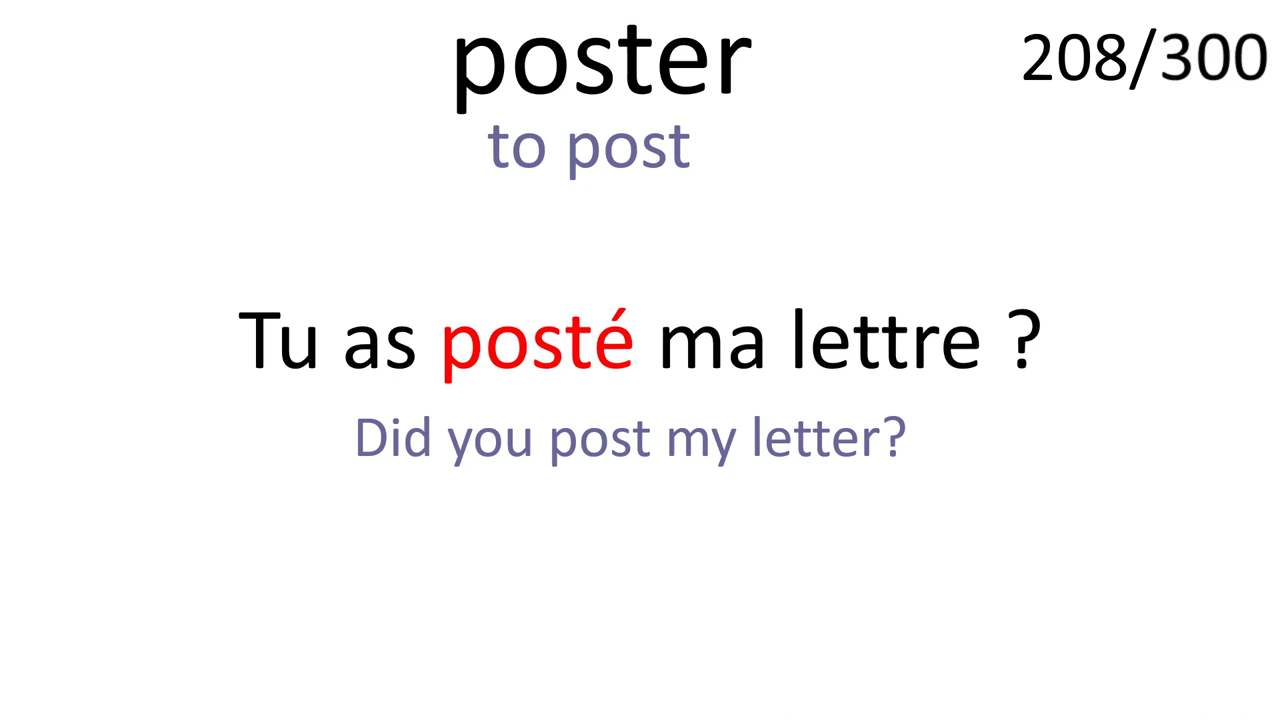 poster
208/300
to post
Tu as posté ma lettre ?
Did you post my letter?